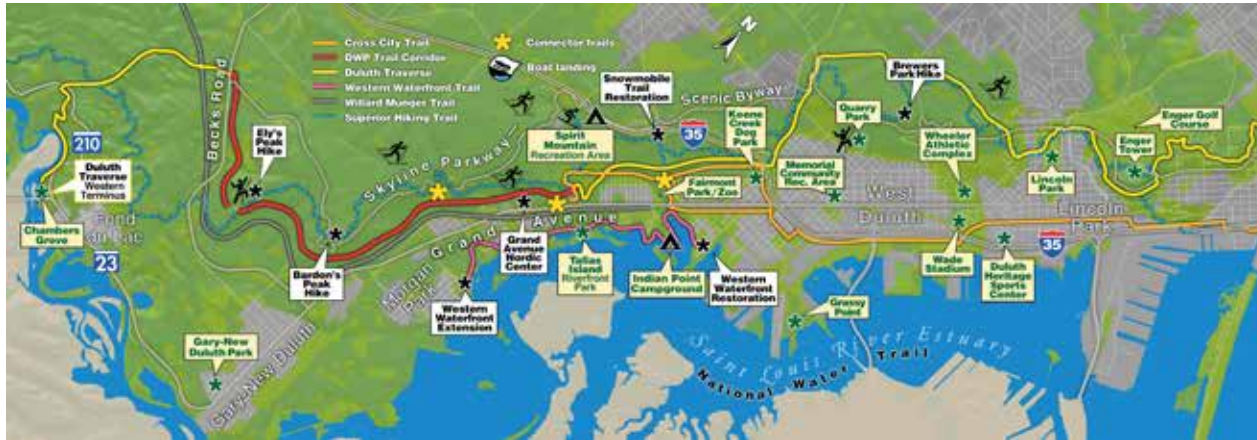 Cross City Trail
DWP Trail Corridor
Duluth Traverse
Western Waterfront Trail
Willard Munger Trail
Superior Hiking Trail
Connector trails
Boat landing
Becks Road
210
Duluth
Traverse
Western
Terminus
Chambers
Grove
Fond
du Lac
23
Ely's
Peak
Hike
Skyline Parkway
Spirit
Mountain
Recreation Area
Snowmobile
Trail
Restoration
Scenic Byway
35
Keene
Creek
Dog
Park
Brewers
Park Hike
Quarry
Park
Wheeler
Athletic
Complex
Enger Golf
Course
Enger
Tower
Lincoln
Park
Memorial
Community
Rec. Area
Fairmont
Park / Zoo
West
Duluth
Lincoln
Park
35
Bardon's
Peak
Hike
Morgan
Park
Grand Avenue
Grand
Avenue
Nordic
Center
Tallas
Island
Riverfront
Park
Indian Point
Campground
Western
Waterfront
Restoration
Western
Waterfront
Extension
Wade
Stadium
Duluth
Heritage
Sports
Center
Grassy
Point
Gary-New
Duluth Park
Gary-New Duluth
Saint Louis River Estuary
National Water Trail